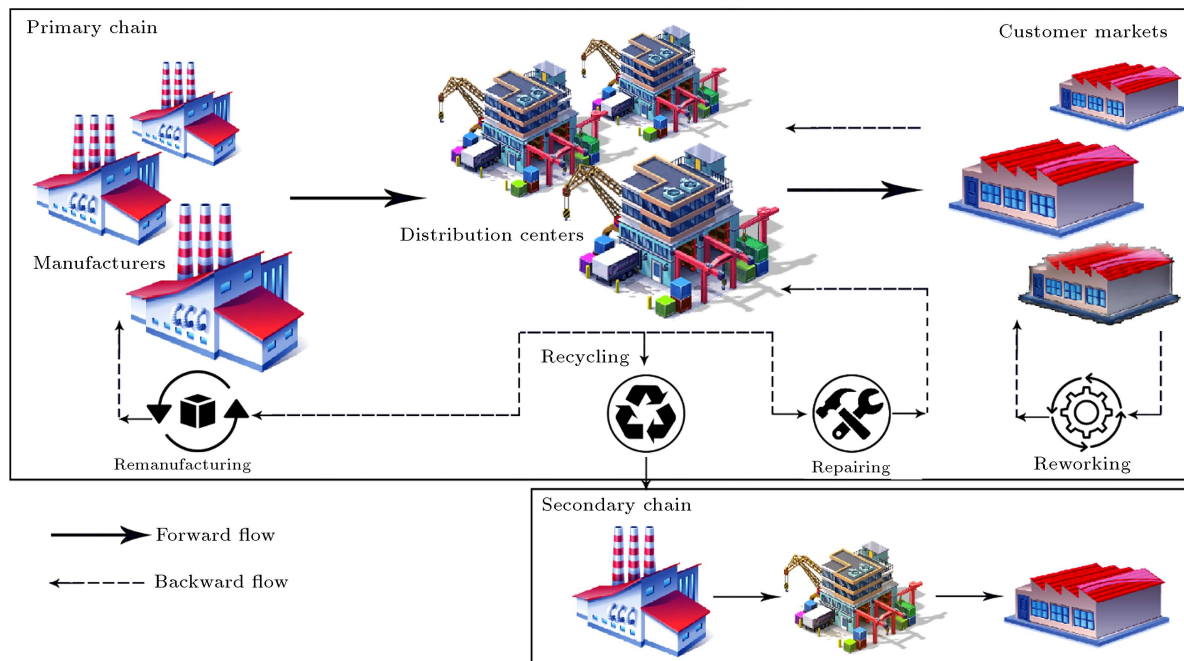 Primary chain
Customer markets
Distribution centers
Manufacturers
Recycling
Remanufacturing
Repairing
Reworking
Secondary chain
Forward flow
Backward flow